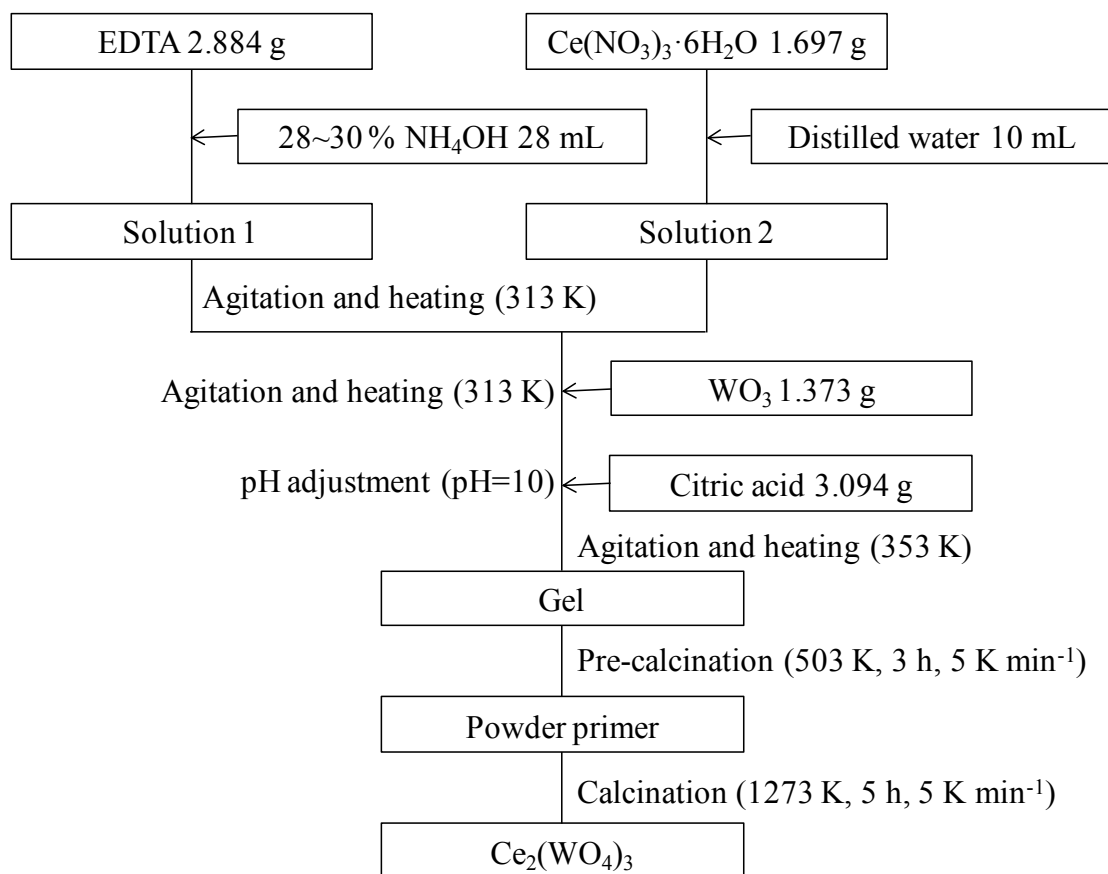 EDTA 2.884 g
Ce(NO₃)₃·6H₂O 1.697 g
28~30 % NH₄OH 28 mL
Distilled water 10 mL
Solution 1
Solution 2
Agitation and heating (313 K)
Agitation and heating (313 K)
WO₃ 1.373 g
pH adjustment (pH=10)
Citric acid 3.094 g
Agitation and heating (353 K)
Gel
Pre-calcination (503 K, 3 h, 5 K min⁻¹)
Powder primer
Calcination (1273 K, 5 h, 5 K min⁻¹)
Ce₂(WO₄)₃